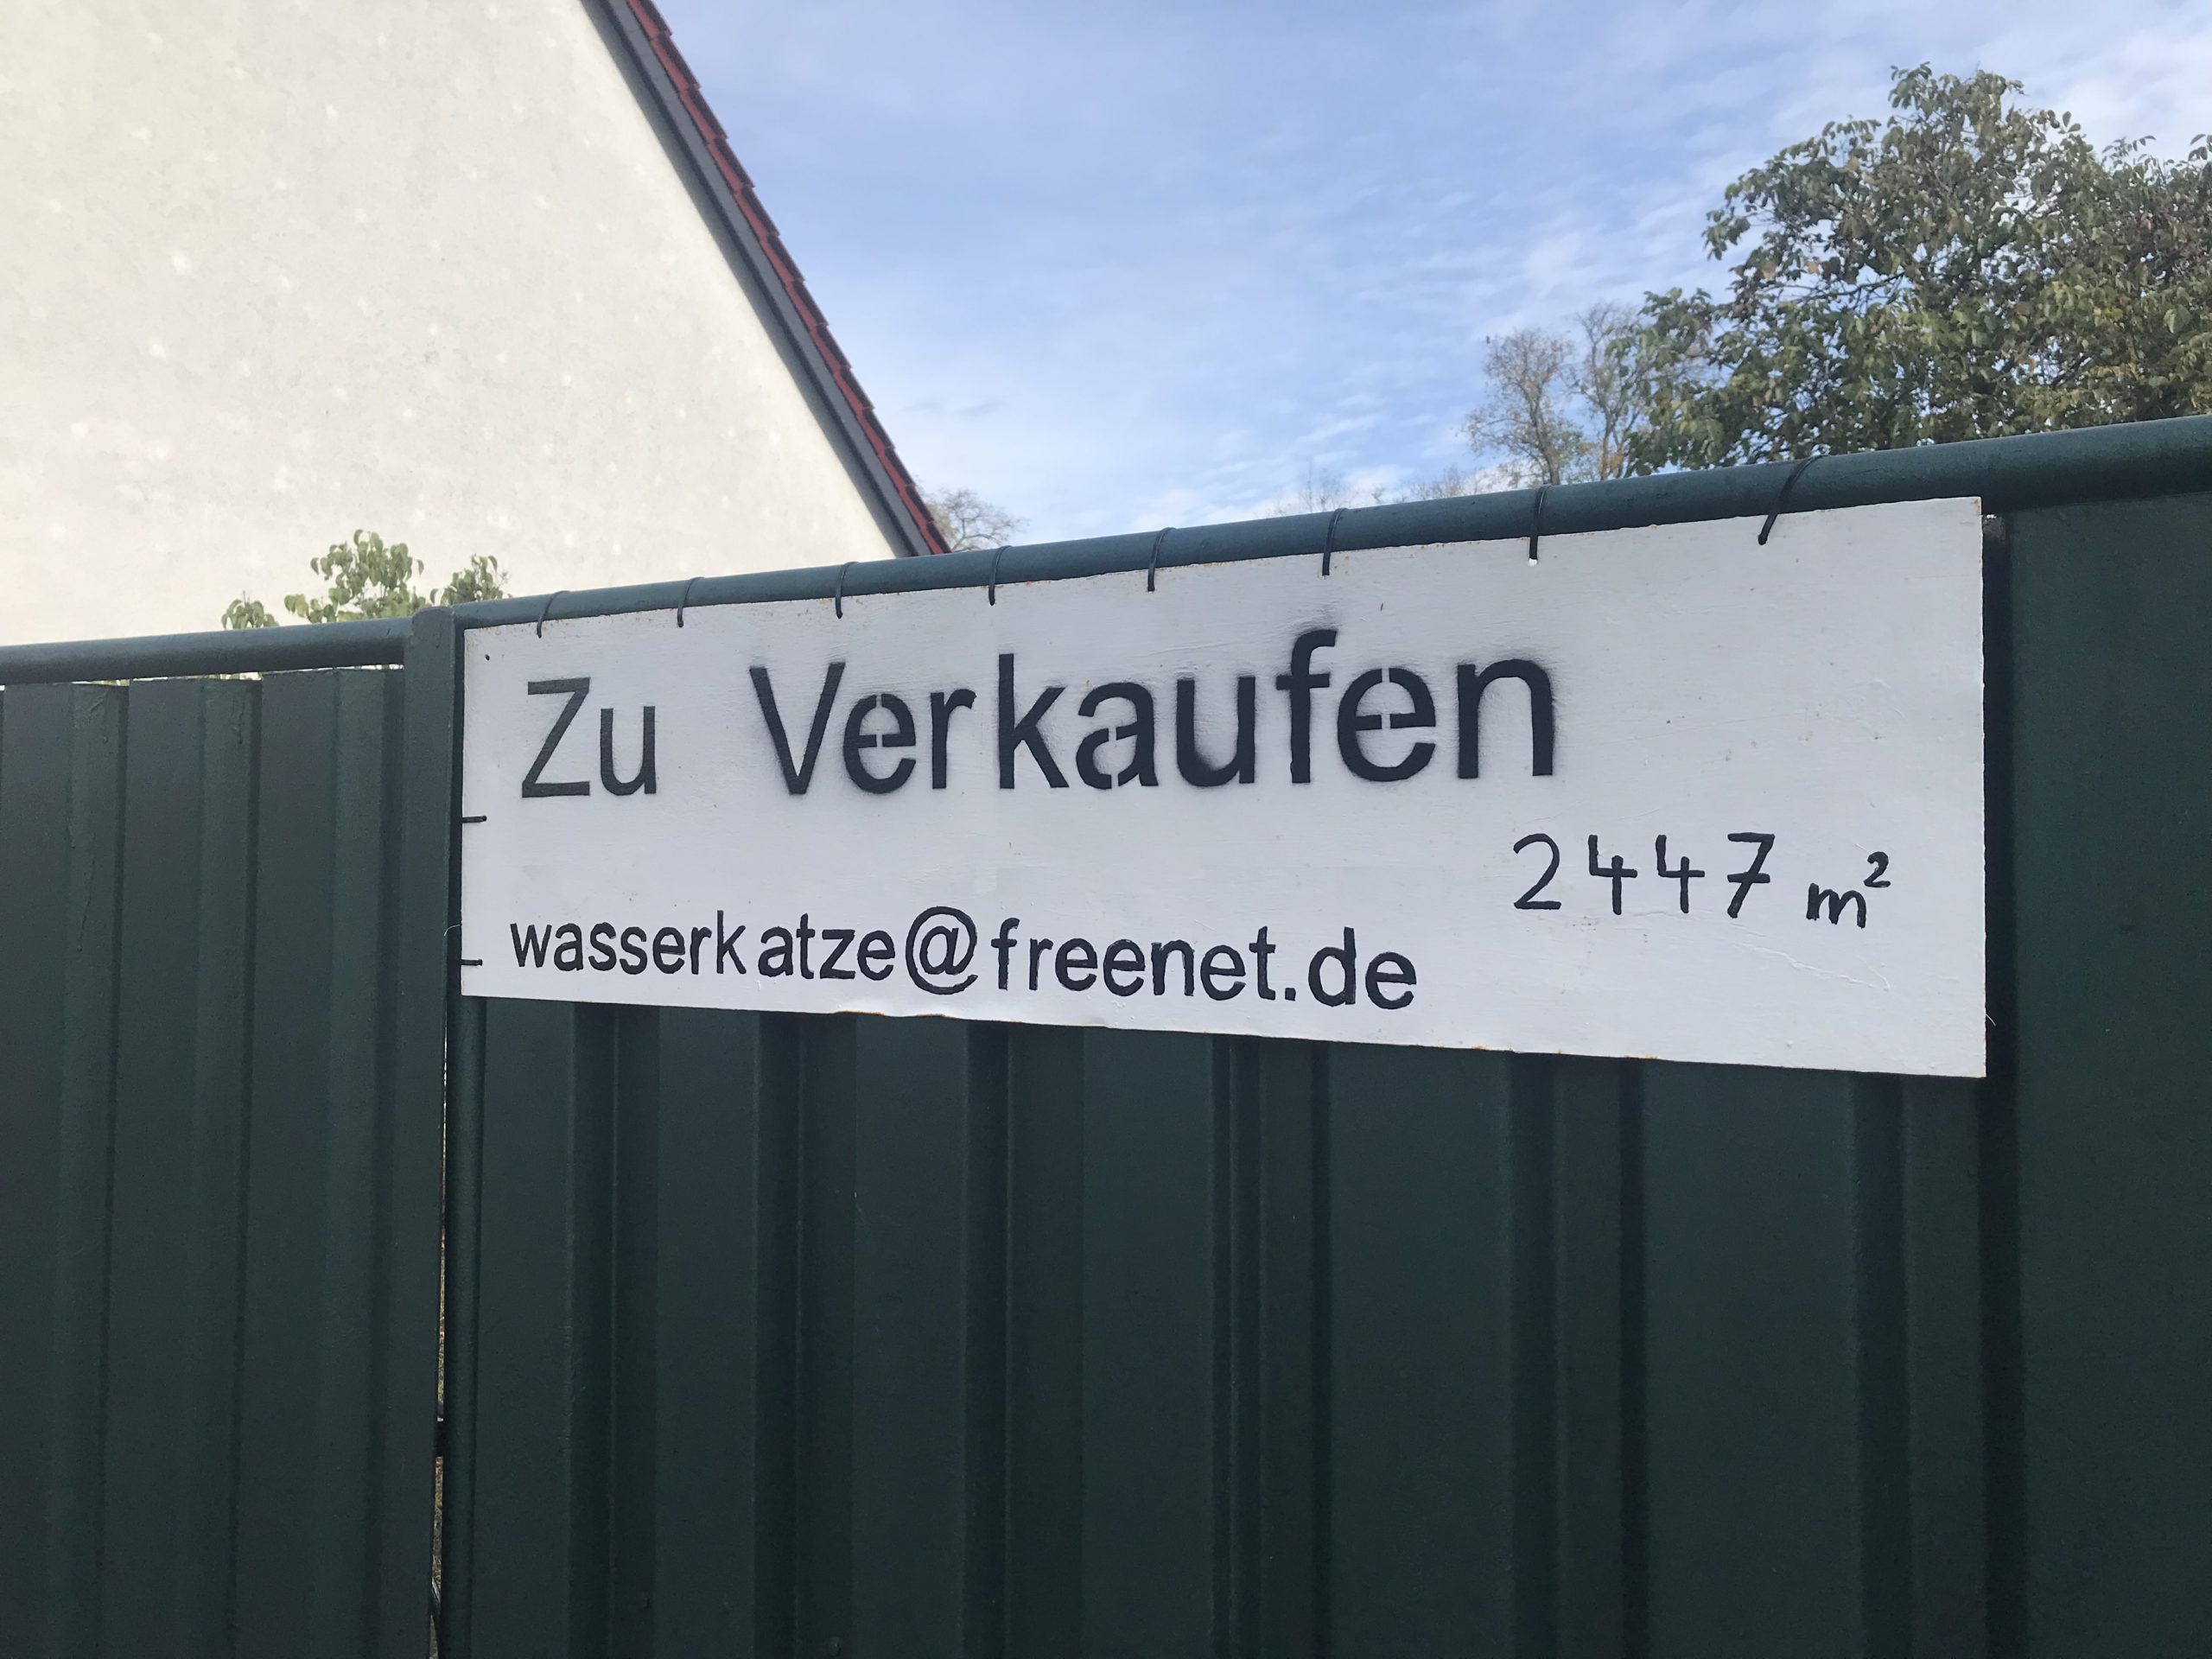 Zu Verkaufen
2447 m²
wasserkatze@freenet.de